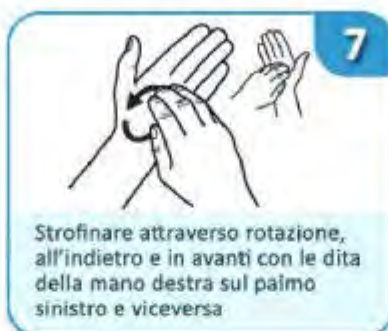 7
Strofinare attraverso rotazione,
all'indietro e in avanti con le dita
della mano destra sul palmo
sinistro e viceversa